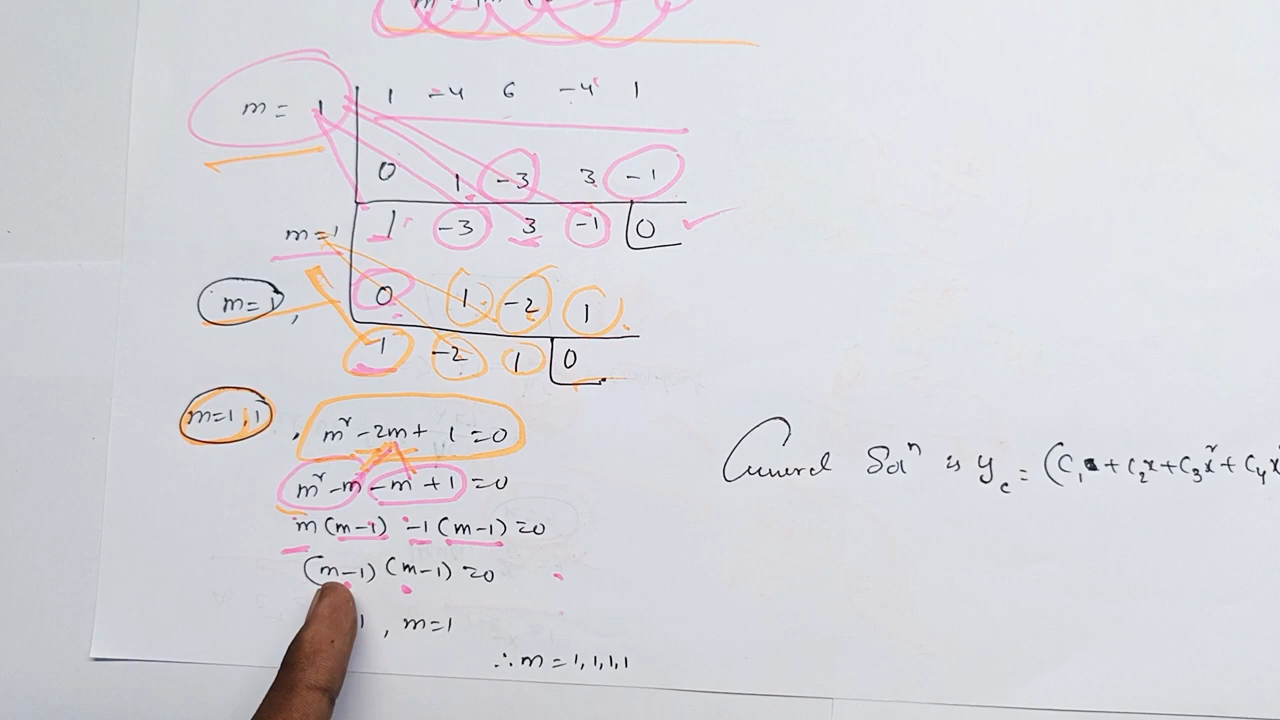 m = 1 | 1 -4 6 -4 1
0 1 -3 3 -1
m=1 1 -3 3 -1 | 0
m=1, 0 1 -2 1
1 -2 1 | 0
m=1,1 , m² -2m + 1 = 0
m² - m - m + 1 = 0
m (m-1) -1 (m-1) = 0
(m-1) (m-1) = 0
1 , m=1
∴ m = 1,1,1,1
General Solⁿ is y_c = (C₁ + C₂x + C₃x² + C₄x